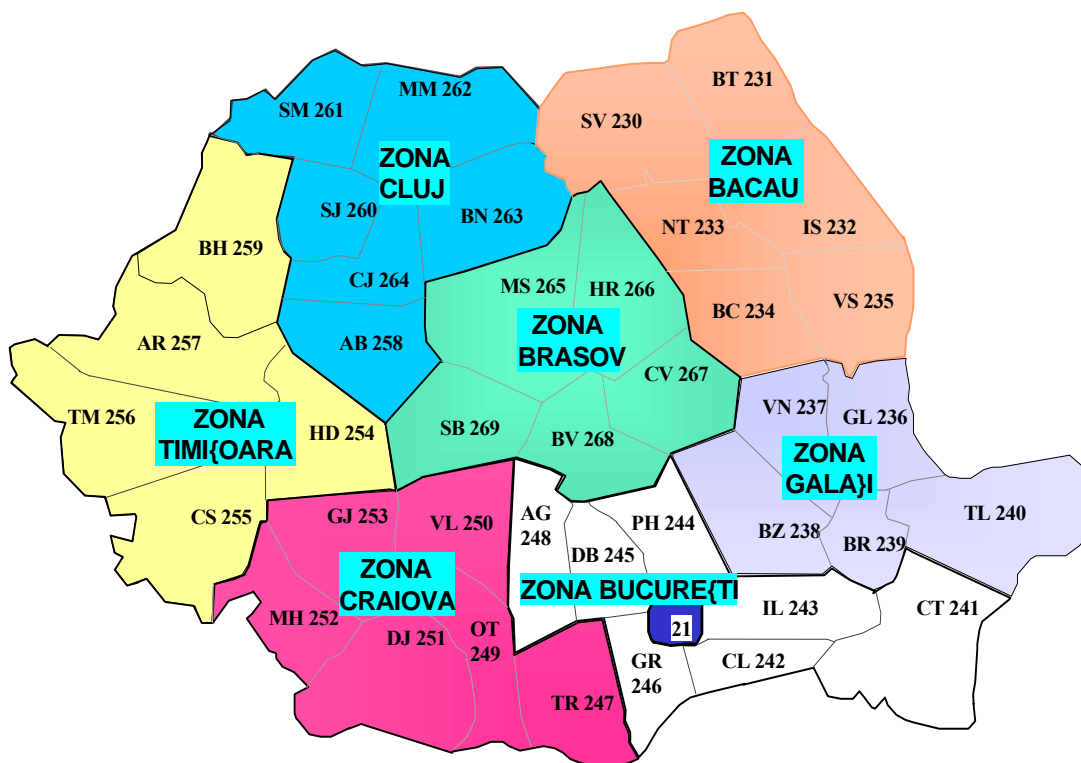 BT 231
MM 262
SM 261
SV 230
ZONA
CLUJ
ZONA
BACAU
SJ 260
BN 263
NT 233
IS 232
BH 259
CJ 264
MS 265
HR 266
BC 234
VS 235
AR 257
AB 258
ZONA
BRASOV
CV 267
TM 256
ZONA
TIMI{OARA
HD 254
SB 269
BV 268
VN 237
GL 236
ZONA
GALA}I
CS 255
GJ 253
VL 250
AG
248
PH 244
DB 245
BZ 238
BR 239
TL 240
ZONA
CRAIOVA
ZONA BUCURE{TI
MH 252
DJ 251
OT
249
21
IL 243
CT 241
GR
246
CL 242
TR 247